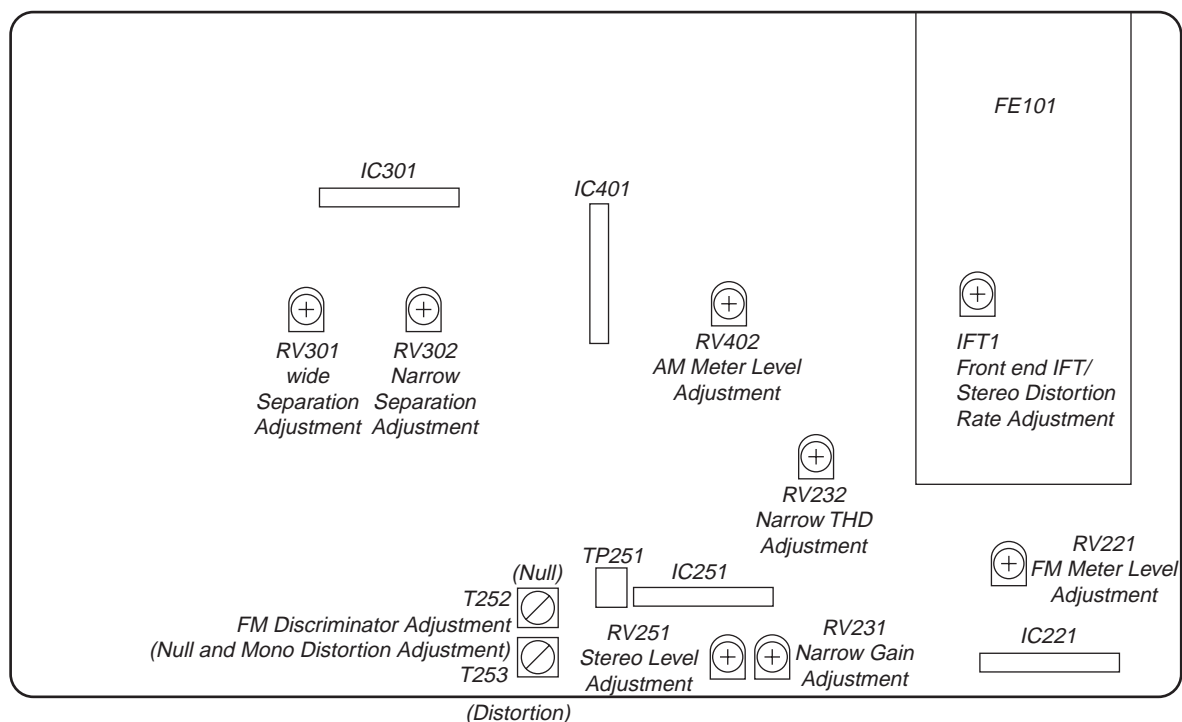 FE101
IC301
IC401
RV301
wide
Separation
Adjustment
RV302
Narrow
Separation
Adjustment
RV402
AM Meter Level
Adjustment
IFT1
Front end IFT/
Stereo Distortion
Rate Adjustment
RV232
Narrow THD
Adjustment
RV221
FM Meter Level
Adjustment
TP251
IC251
(Null)
T252
FM Discriminator Adjustment
(Null and Mono Distortion Adjustment)
T253
(Distortion)
RV251
Stereo Level
Adjustment
RV231
Narrow Gain
Adjustment
IC221